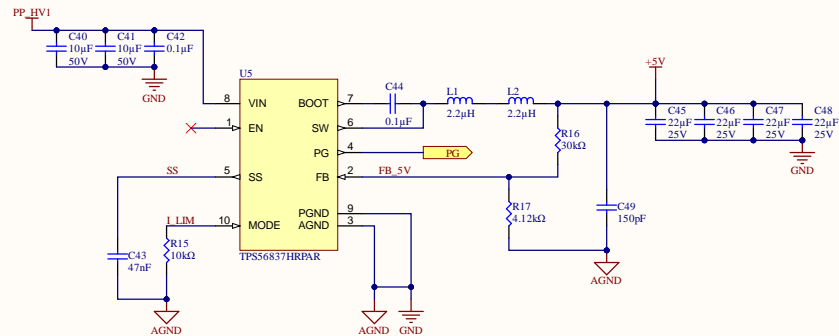 PP_HV1
C40
10µF
50V
C41
10µF
50V
C42
0.1µF
GND
U5
8 VIN
BOOT 7
1 EN
SW 6
PG 4
5 SS
FB 2
PGND 9
10 MODE
AGND 3
TPS56837HRPAR
SS
I_LIM
C43
47nF
R15
10kΩ
AGND
AGND
GND
C44
0.1µF
L1
2.2µH
L2
2.2µH
PG
FB_5V
R16
30kΩ
R17
4.12kΩ
C49
150pF
AGND
+5V
C45
22µF
25V
C46
22µF
25V
C47
22µF
25V
C48
22µF
25V
GND